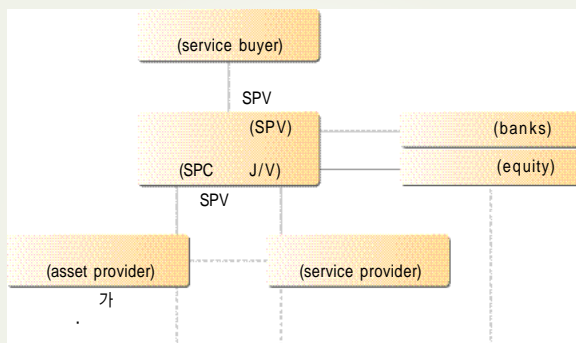 (service buyer)
SPV
(SPV)
(banks)
(SPC J/V)
(equity)
SPV
(asset provider)
(service provider)
가
.